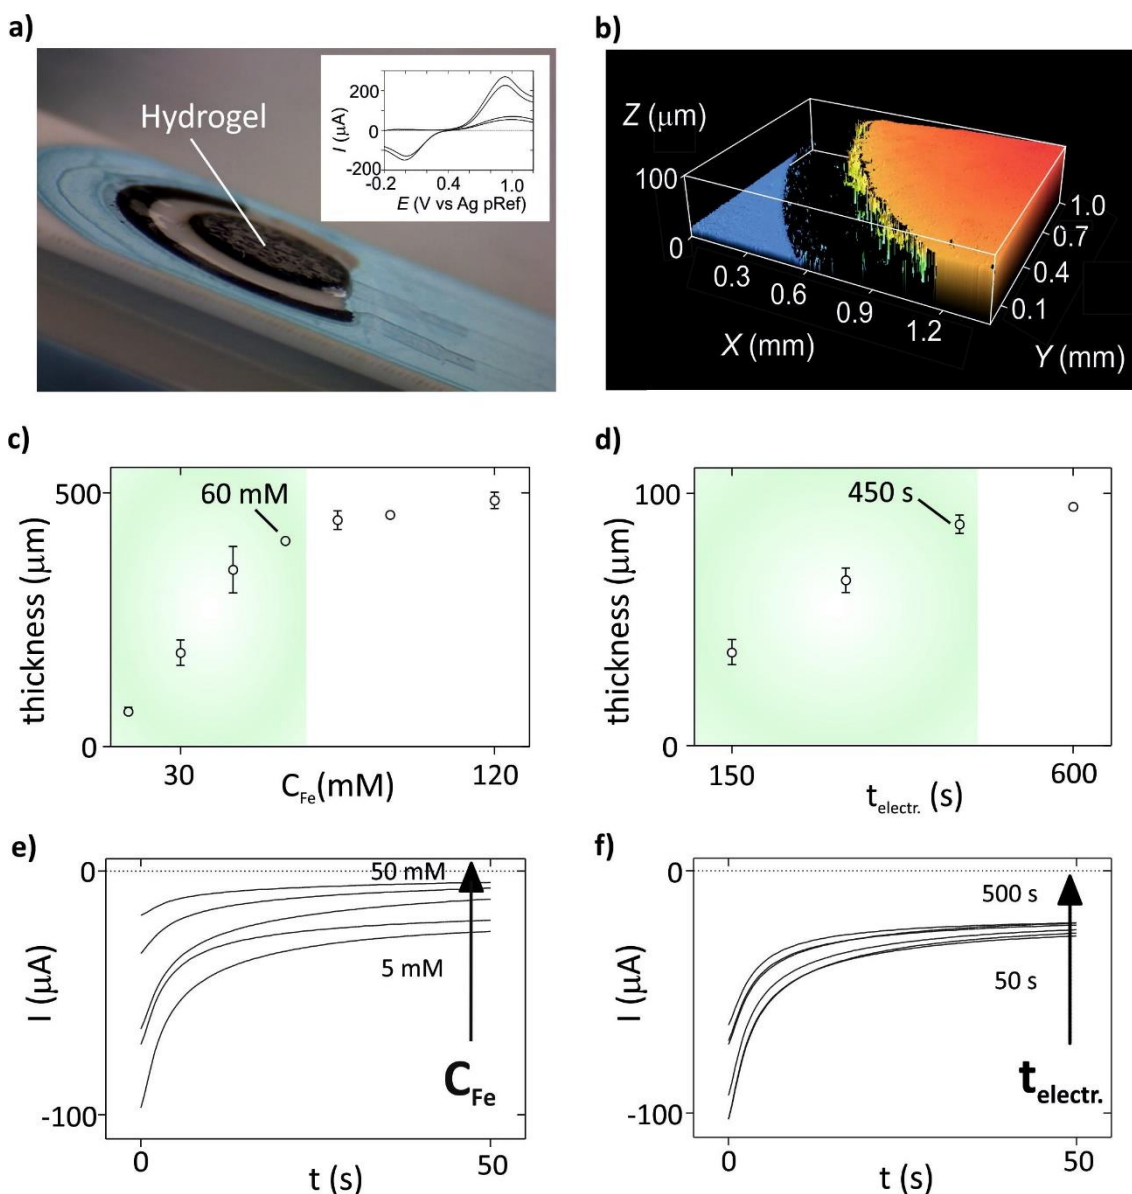 a)
Hydrogel
200
0
-200
I (μA)
-0.2 0.4 1.0
E (V vs Ag pRef)
b)
Z (μm)
100
0
0.3
0.6
0.9
1.2
X (mm)
1.0
0.7
0.4
0.1
Y (mm)
c)
500
0
thickness (μm)
60 mM
30 120
C_Fe(mM)
d)
100
0
thickness (μm)
450 s
150 600
t_electr. (s)
e)
0
-100
I (μA)
50 mM
5 mM
C_Fe
0 50
t (s)
f)
0
-100
I (μA)
500 s
50 s
t_electr.
0 50
t (s)